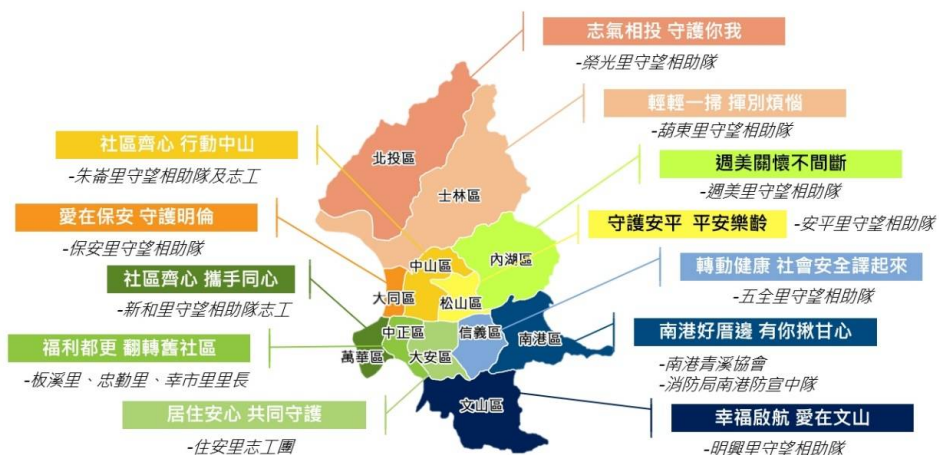 志氣相投 守護你我
-榮光里守望相助隊
輕輕一掃 揮別煩惱
-葫東里守望相助隊
社區齊心 行動中山
-朱崙里守望相助隊及志工
週美關懷不間斷
-週美里守望相助隊
愛在保安 守護明倫
-保安里守望相助隊
守護安平 平安樂齡
-安平里守望相助隊
社區齊心 攜手同心
-新和里守望相助隊志工
轉動健康 社會安全譯起來
-五全里守望相助隊
福利都更 翻轉舊社區
-板溪里、忠勤里、幸市里里長
南港好厝邊 有你揪甘心
-南港青溪協會
-消防局南港防宣中隊
居住安心 共同守護
-住安里志工團
幸福啟航 愛在文山
-明興里守望相助隊
北投區
士林區
中山區
內湖區
大同區
松山區
中正區
信義區
南港區
萬華區
大安區
文山區